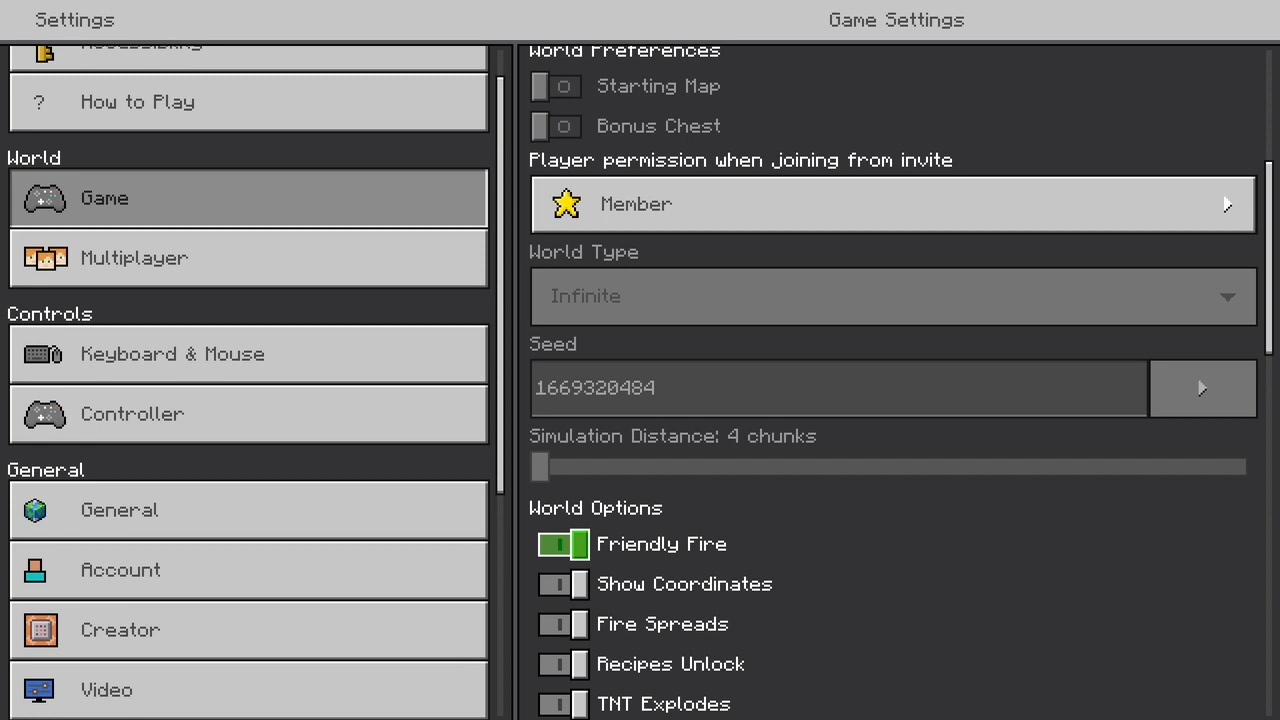 Settings
Game Settings
Accessibility
How to Play
World
Game
Multiplayer
Controls
Keyboard & Mouse
Controller
General
General
Account
Creator
Video
World Preferences
Starting Map
Bonus Chest
Player permission when joining from invite
Member
World Type
Infinite
Seed
1669320484
Simulation Distance: 4 chunks
World Options
Friendly Fire
Show Coordinates
Fire Spreads
Recipes Unlock
TNT Explodes